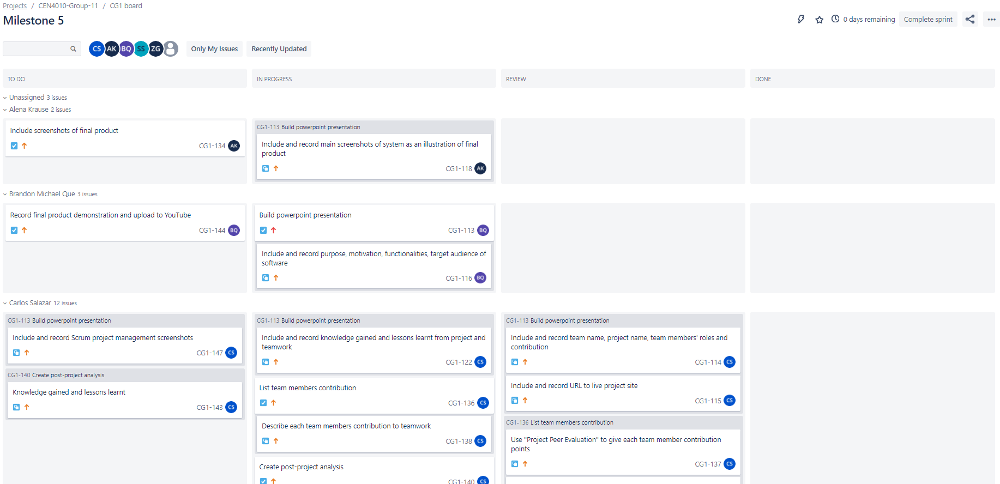 Projects / CEN4010-Group-11 / CG1 board
Milestone 5
0 days remaining
Complete sprint
CS AK BQ SS ZG
Only My Issues
Recently Updated
TO DO
IN PROGRESS
REVIEW
DONE
Unassigned 3 issues
Alena Krause 2 issues
Include screenshots of final product
CG1-134 AK
CG1-113 Build powerpoint presentation
Include and record main screenshots of system as an illustration of final
product
CG1-118 AK
Brandon Michael Que 3 issues
Record final product demonstration and upload to YouTube
CG1-144 BQ
Build powerpoint presentation
CG1-113 BQ
Include and record purpose, motivation, functionalities, target audience of
software
CG1-116 BQ
Carlos Salazar 12 issues
CG1-113 Build powerpoint presentation
Include and record Scrum project management screenshots
CG1-147 CS
CG1-140 Create post-project analysis
Knowledge gained and lessons learnt
CG1-143 CS
CG1-113 Build powerpoint presentation
Include and record knowledge gained and lessons learnt from project and
teamwork
CG1-122 CS
List team members contribution
CG1-136 CS
Describe each team members contribution to teamwork
CG1-138 CS
Create post-project analysis
CG1-140 CS
CG1-113 Build powerpoint presentation
Include and record team name, project name, team members' roles and
contribution
CG1-114 CS
Include and record URL to live project site
CG1-115 CS
CG1-136 List team members contribution
Use "Project Peer Evaluation" to give each team member contribution
points
CG1-137 CS